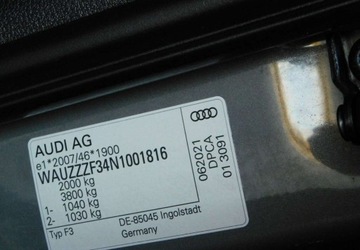 AUDI AG
e1*2007/46*1900
WAUZZZF34N1001816
2000 kg
3800 kg
1- 1040 kg
2- 1030 kg
Typ F3
DE-85045 Ingolstadt
Germany
062021
DPCA
013091